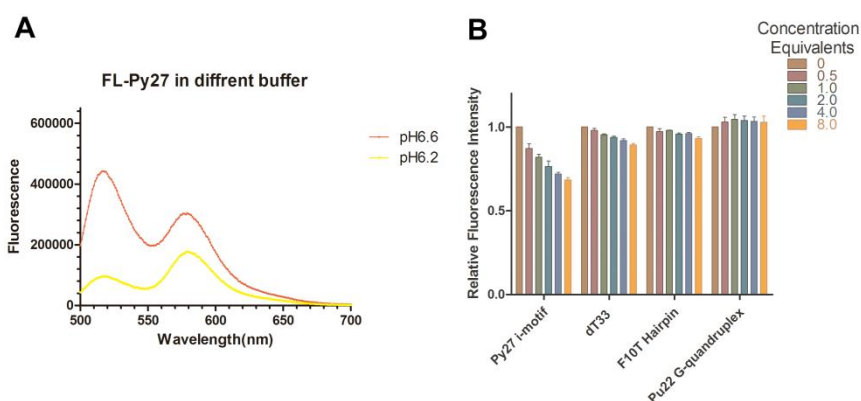 A
FL-Py27 in diffrent buffer
600000
400000
200000
0
Fluorescence
500
550
600
650
700
Wavelength(nm)
pH6.6
pH6.2
B
Concentration
Equivalents
0
0.5
1.0
2.0
4.0
8.0
Relative Fluorescence Intensity
1.0
0.5
0.0
Py27 i-motif
dT33
F10T Hairpin
Pu22 G-quandruplex